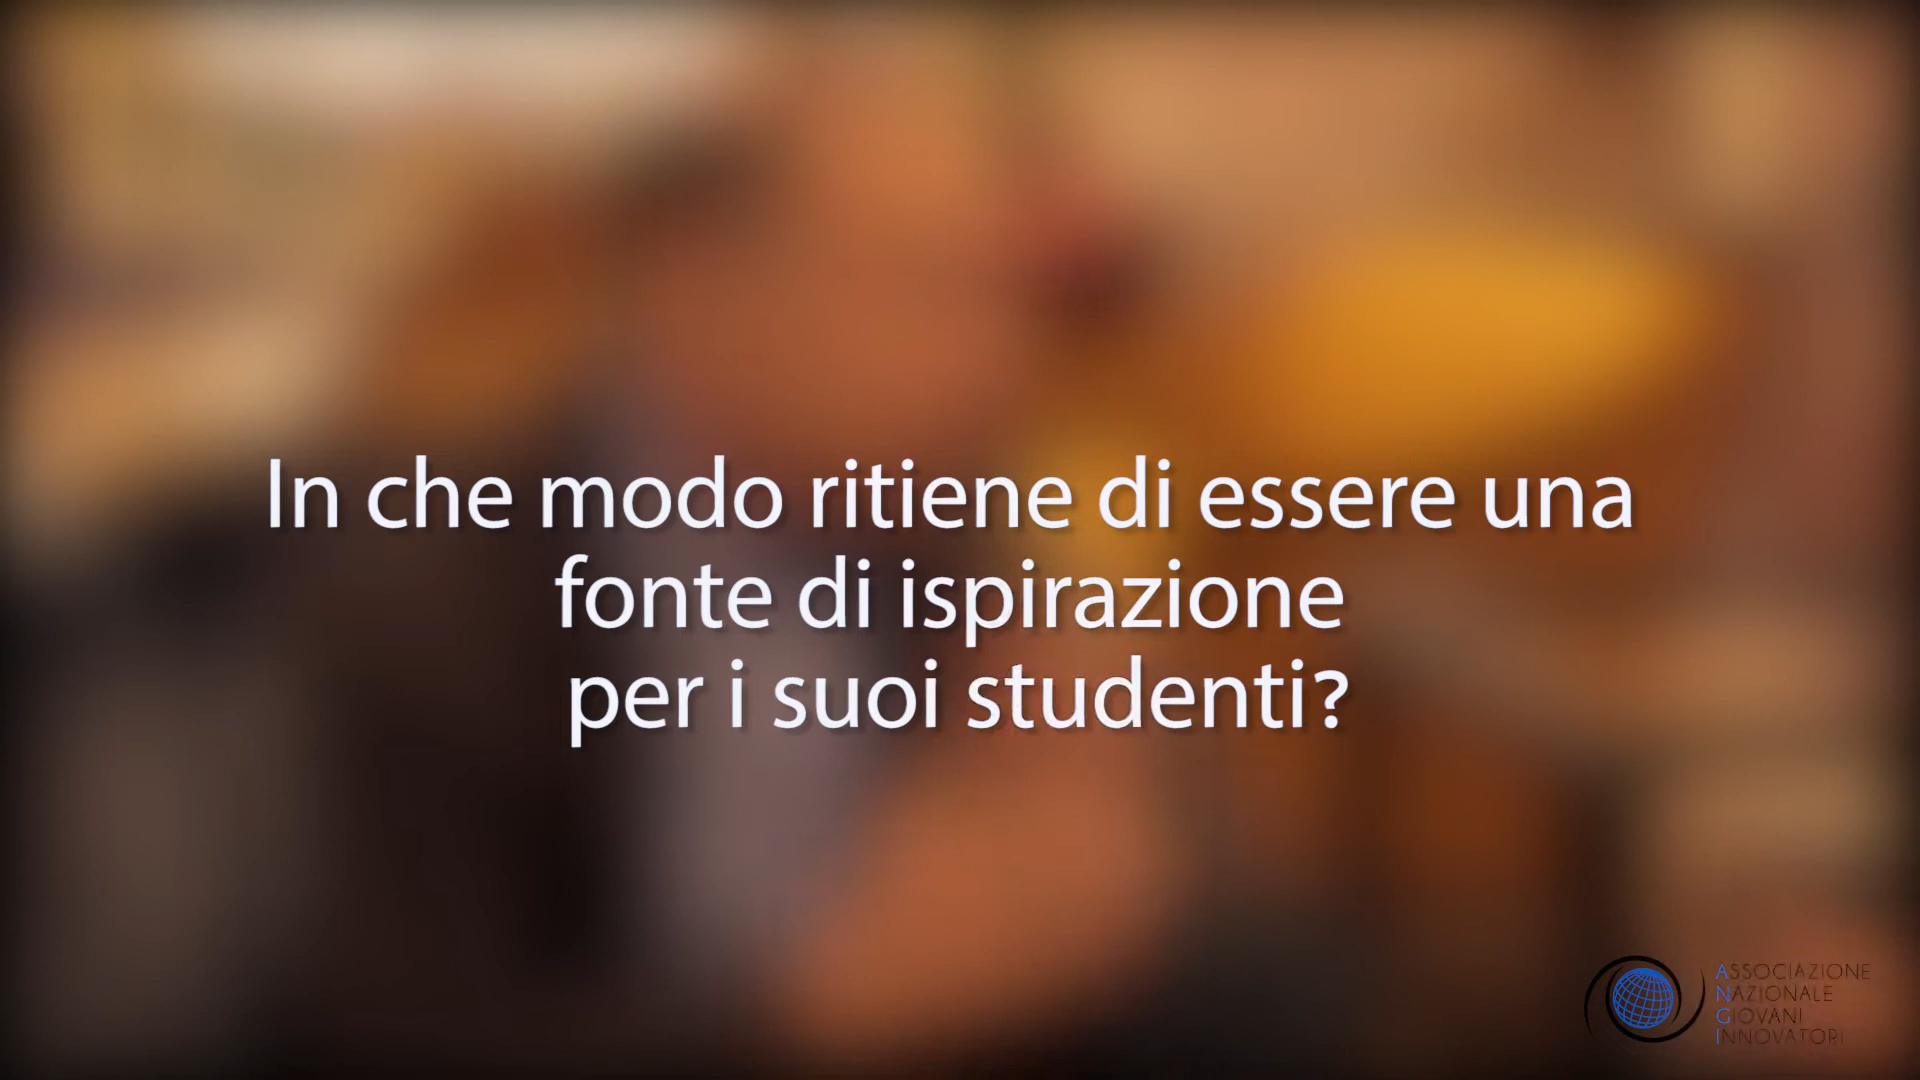 In che modo ritiene di essere una
fonte di ispirazione
per i suoi studenti?
ASSOCIAZIONE
NAZIONALE
GIOVANI
INNOVATORI